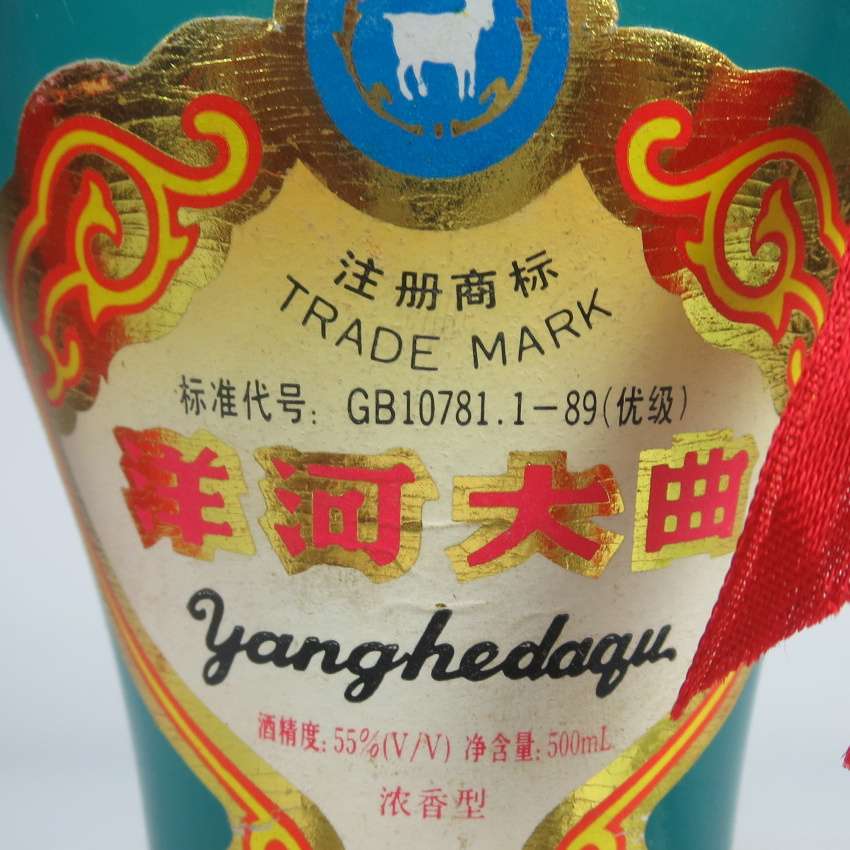 注册商标
TRADE MARK
标准代号: GB10781.1-89(优级)
洋河大曲
Yanghedaqu
酒精度: 55%(V/V) 净含量: 500mL
浓香型